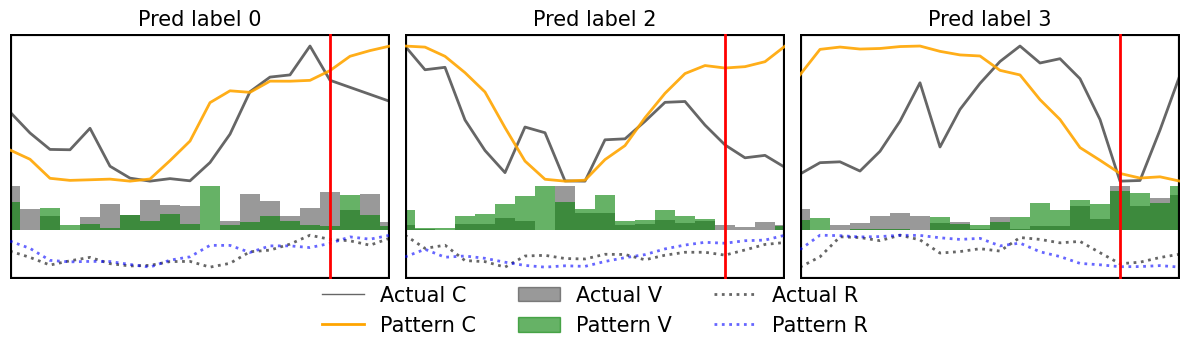 Pred label 0
Pred label 2
Pred label 3
Actual C
Actual V
Actual R
Pattern C
Pattern V
Pattern R